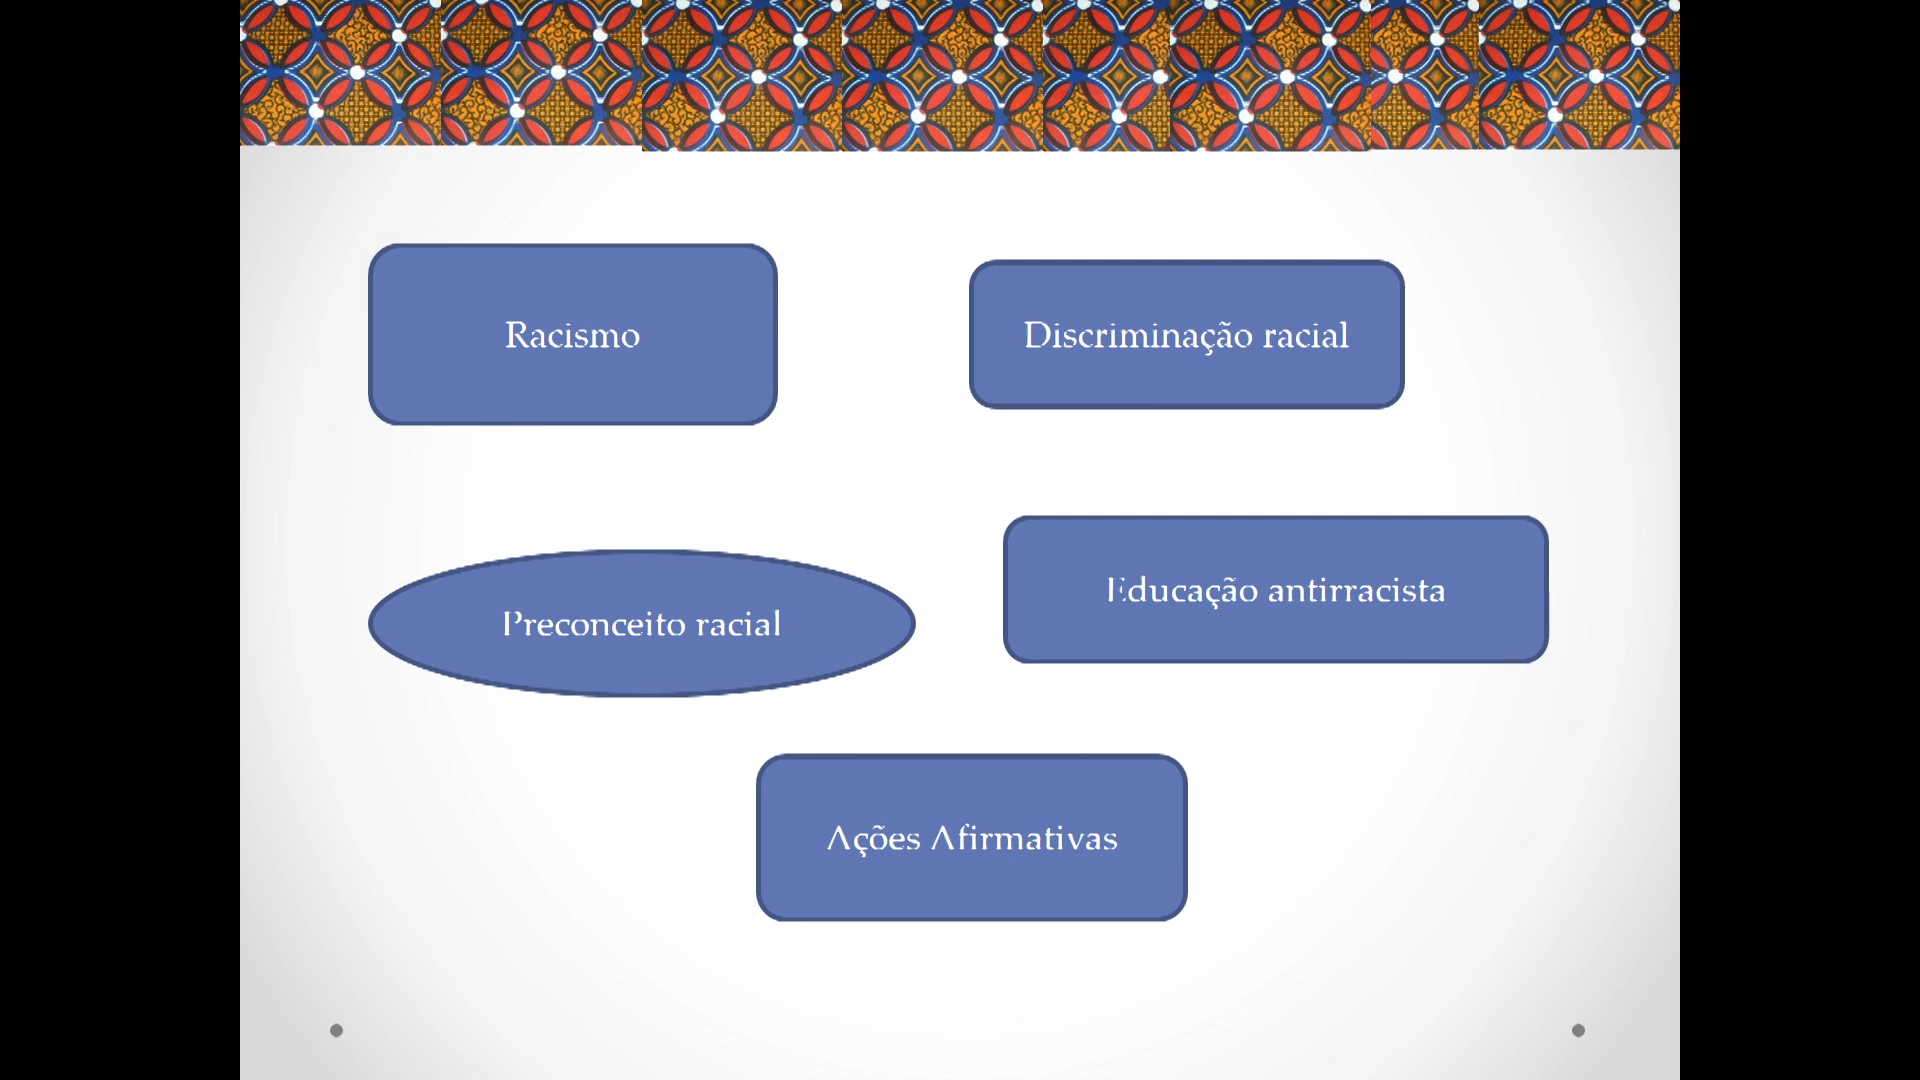 Racismo
Discriminação racial
Preconceito racial
Educação antirracista
Ações Afirmativas